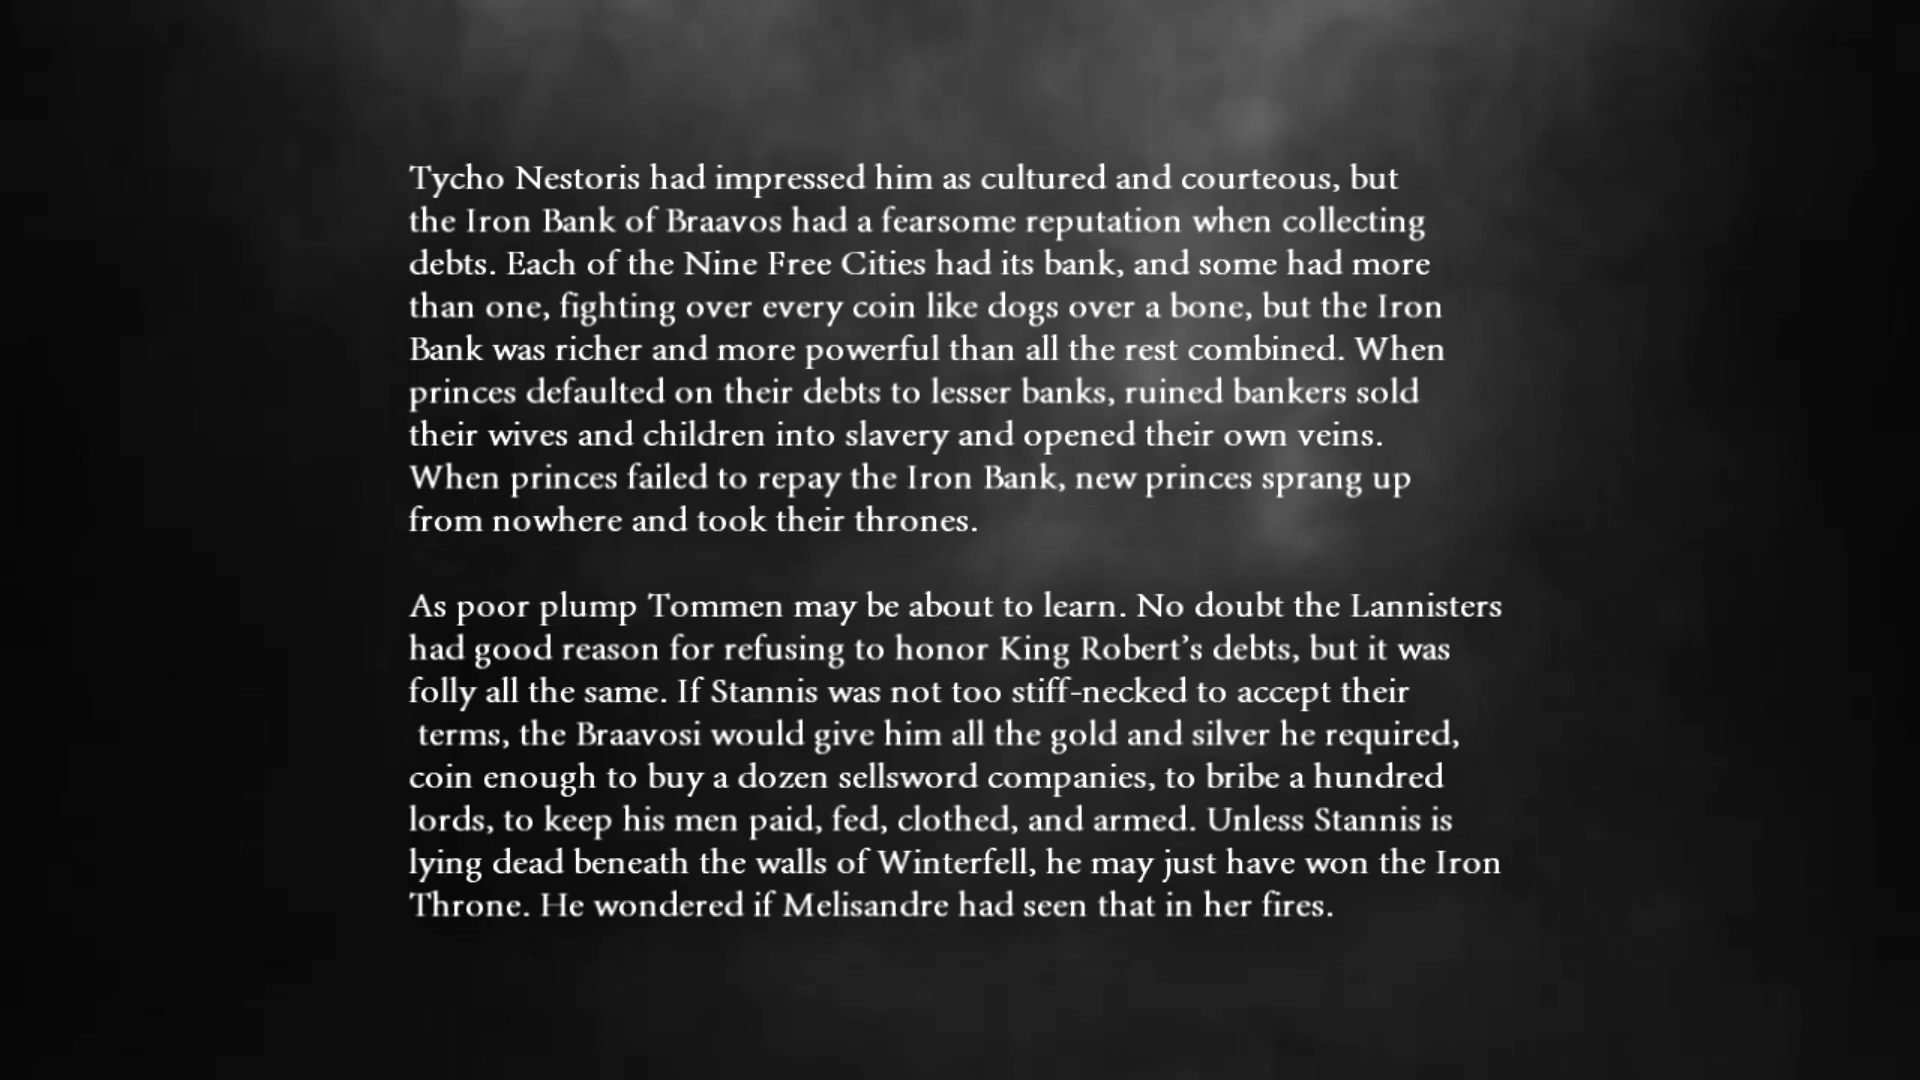 Tycho Nestoris had impressed him as cultured and courteous, but
the Iron Bank of Braavos had a fearsome reputation when collecting
debts. Each of the Nine Free Cities had its bank, and some had more
than one, fighting over every coin like dogs over a bone, but the Iron
Bank was richer and more powerful than all the rest combined. When
princes defaulted on their debts to lesser banks, ruined bankers sold
their wives and children into slavery and opened their own veins.
When princes failed to repay the Iron Bank, new princes sprang up
from nowhere and took their thrones.

As poor plump Tommen may be about to learn. No doubt the Lannisters
had good reason for refusing to honor King Robert’s debts, but it was
folly all the same. If Stannis was not too stiff-necked to accept their
terms, the Braavosi would give him all the gold and silver he required,
coin enough to buy a dozen sellsword companies, to bribe a hundred
lords, to keep his men paid, fed, clothed, and armed. Unless Stannis is
lying dead beneath the walls of Winterfell, he may just have won the Iron
Throne. He wondered if Melisandre had seen that in her fires.